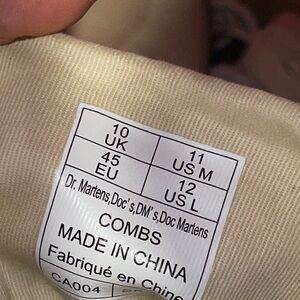 10 UK
11 US M
45 EU
12 US L
Dr. Martens,Doc's,DM's,Doc Martens
COMBS
MADE IN CHINA
Fabriqué en Chine
CA004